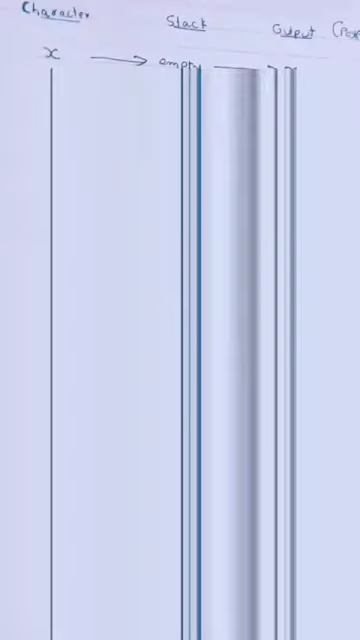 Character Stack Output
x → empty → x